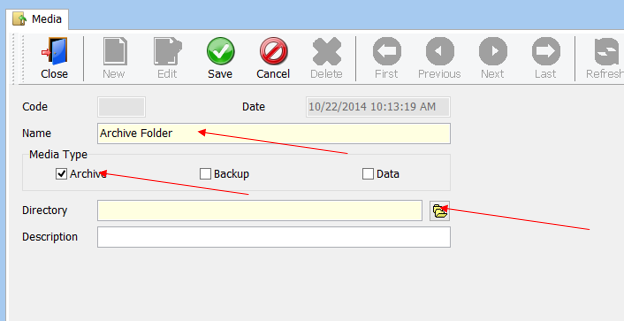 Media
Close New Edit Save Cancel Delete First Previous Next Last Refresh
Code Date 10/22/2014 10:13:19 AM
Name Archive Folder
Media Type
Archive Backup Data
Directory
Description